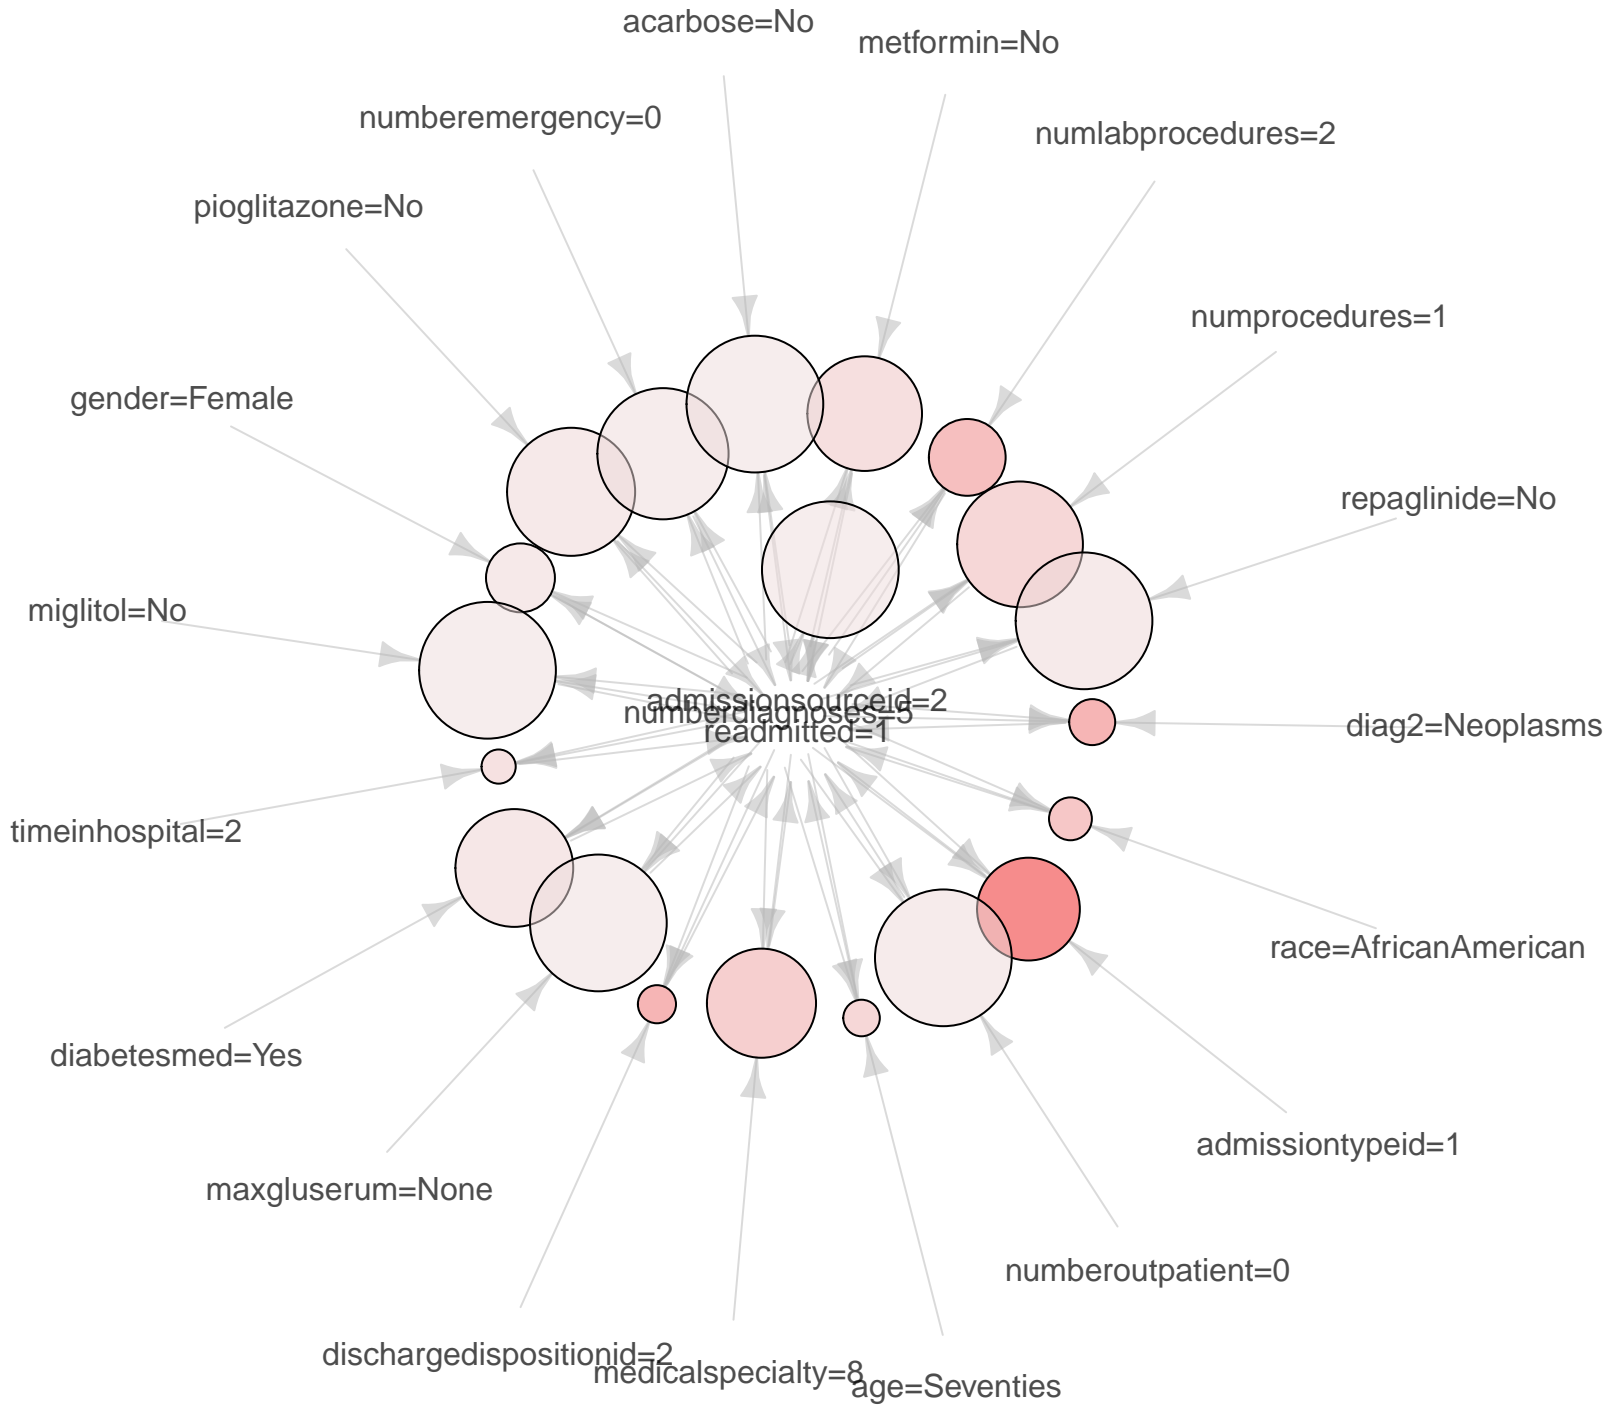 acarbose=No
metformin=No
numberemergency=0
numlabprocedures=2
pioglitazone=No
numprocedures=1
gender=Female
repaglinide=No
miglitol=No
admissionsourceid=2
numberdiagnoses=5
readmitted=1
diag2=Neoplasms
timeinhospital=2
race=AfricanAmerican
diabetesmed=Yes
admissiontypeid=1
maxgluserum=None
numberoutpatient=0
dischargedispositionid=2
medicalspecialty=8
age=Seventies